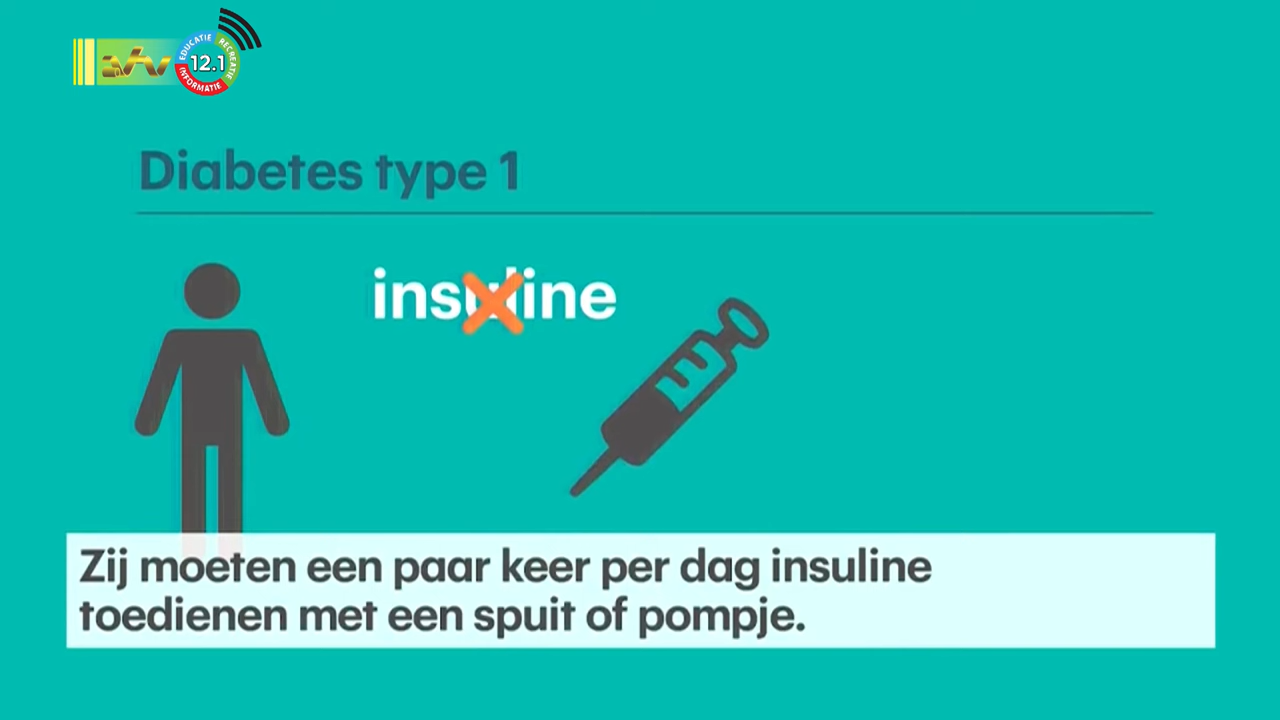 EDUCATIE
RECREATIE
INFORMATIE
12.1
Diabetes type 1
insuline
Zij moeten een paar keer per dag insuline
toedienen met een spuit of pompje.